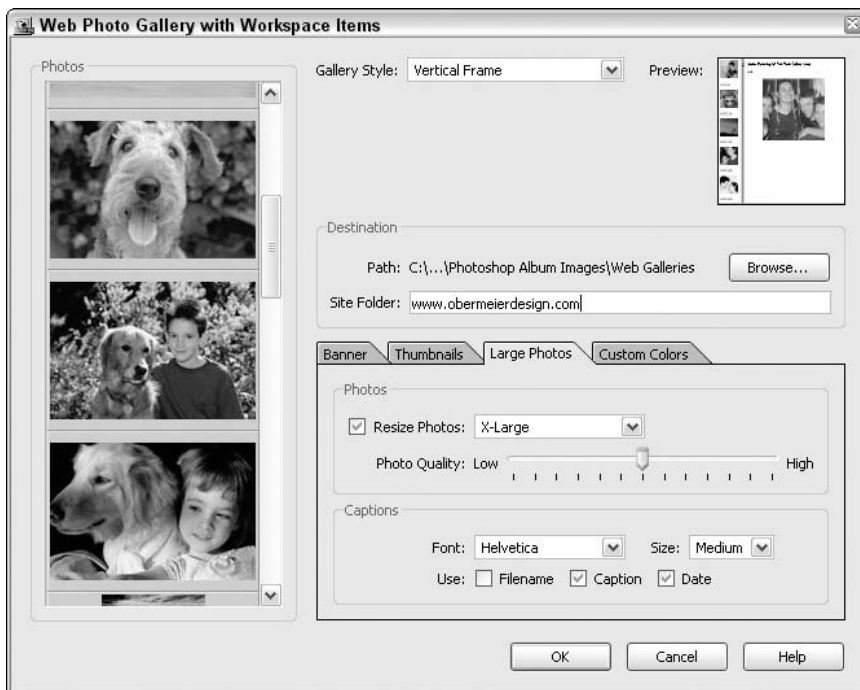 Web Photo Gallery with Workspace Items
Photos
Gallery Style: Vertical Frame
Preview:
Destination
Path: C:\...\Photoshop Album Images\Web Galleries
Browse...
Site Folder: www.obermeierdesign.com
Banner
Thumbnails
Large Photos
Custom Colors
Photos
Resize Photos: X-Large
Photo Quality: Low
High
Captions
Font: Helvetica
Size: Medium
Use: Filename Caption Date
OK
Cancel
Help